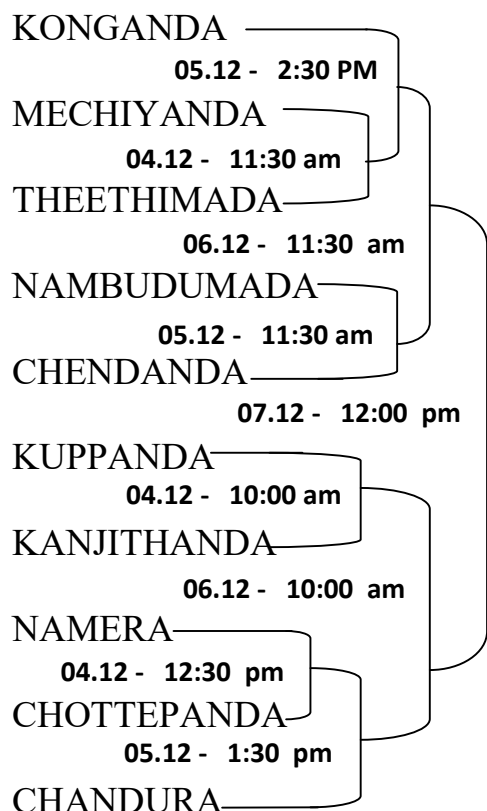 KONGANDA
05.12 - 2:30 PM
MECHIYANDA
04.12 - 11:30 am
THEETHIMADA
06.12 - 11:30 am
NAMBUDUMADA
05.12 - 11:30 am
CHENDANDA
07.12 - 12:00 pm
KUPPANDA
04.12 - 10:00 am
KANJITHANDA
06.12 - 10:00 am
NAMERA
04.12 - 12:30 pm
CHOTTEPANDA
05.12 - 1:30 pm
CHANDURA